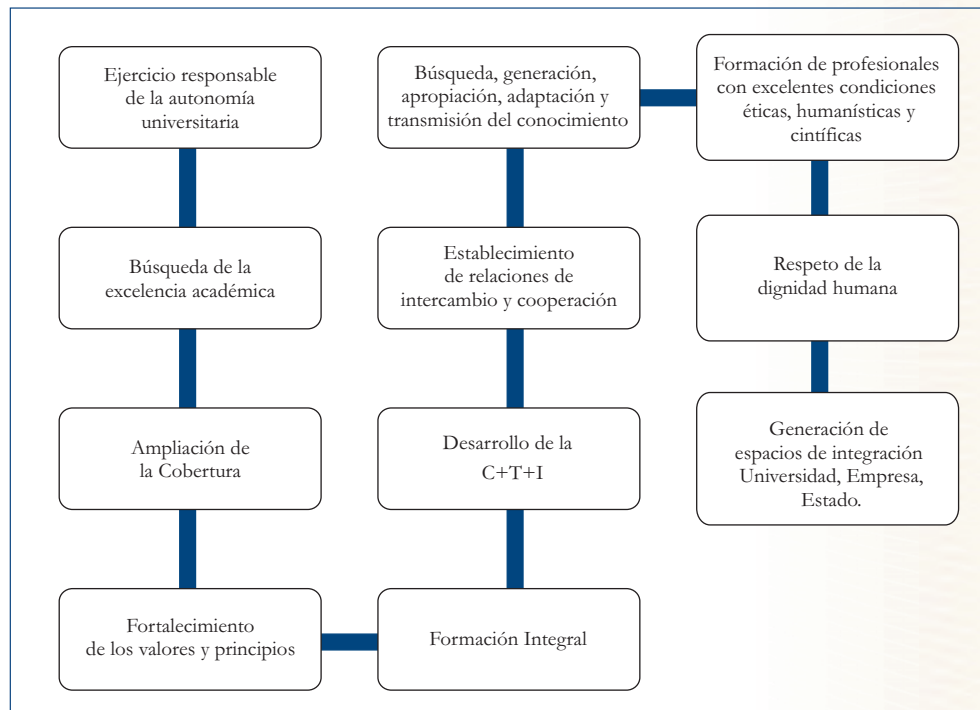 Ejercicio responsable
de la autonomía
universitaria
Búsqueda de la
excelencia académica
Ampliación de
la Cobertura
Fortalecimiento
de los valores y principios
Formación Integral
Desarrollo de la
C+T+I
Establecimiento
de relaciones de
intercambio y cooperación
Búsqueda, generación,
apropiación, adaptación y
transmisión del conocimiento
Formación de profesionales
con excelentes condiciones
éticas, humanísticas y
cintíficas
Respeto de la
dignidad humana
Generación de
espacios de integración
Universidad, Empresa,
Estado.